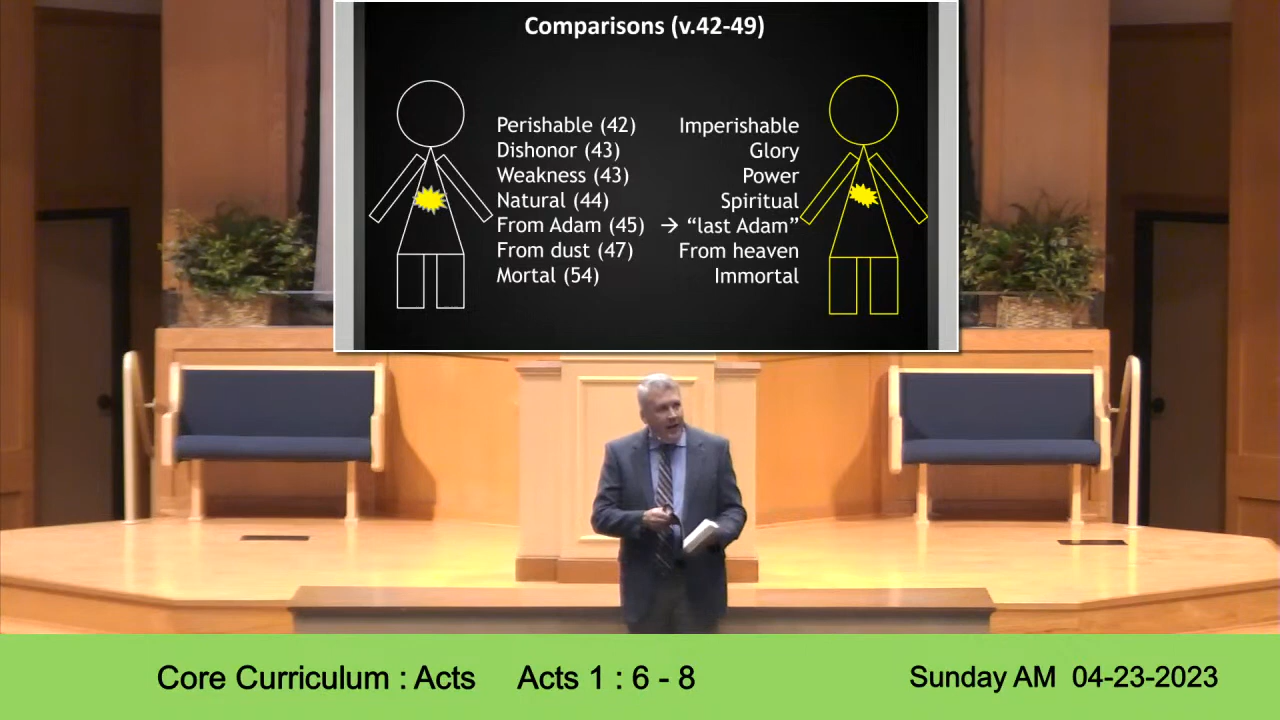 Comparisons (v.42-49)
Perishable (42) Imperishable
Dishonor (43) Glory
Weakness (43) Power
Natural (44) Spiritual
From Adam (45) → “last Adam”
From dust (47) From heaven
Mortal (54) Immortal
Core Curriculum : Acts Acts 1 : 6 - 8 Sunday AM 04-23-2023